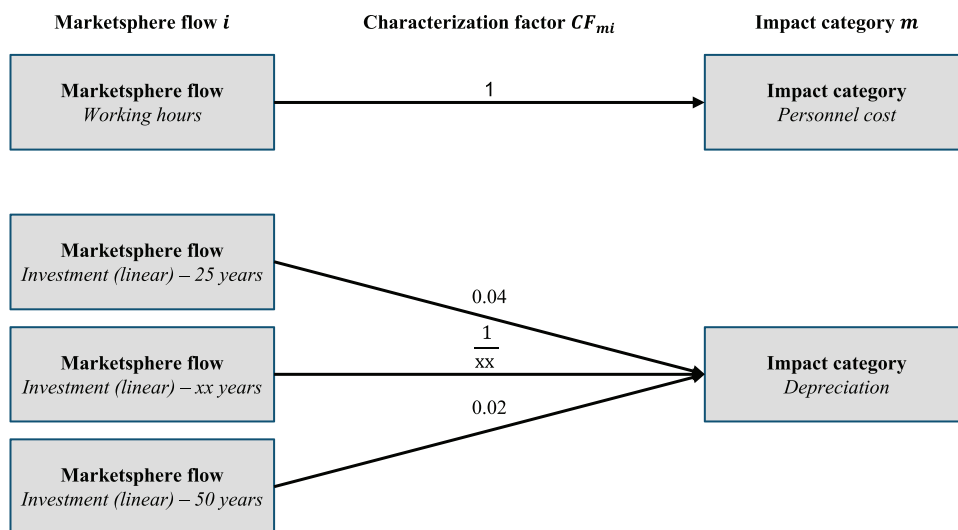 Marketsphere flow i
Characterization factor CFmi
Impact category m
Marketsphere flow
Working hours
1
Impact category
Personnel cost
Marketsphere flow
Investment (linear) – 25 years
0.04
Marketsphere flow
Investment (linear) – xx years
1
xx
Impact category
Depreciation
0.02
Marketsphere flow
Investment (linear) – 50 years